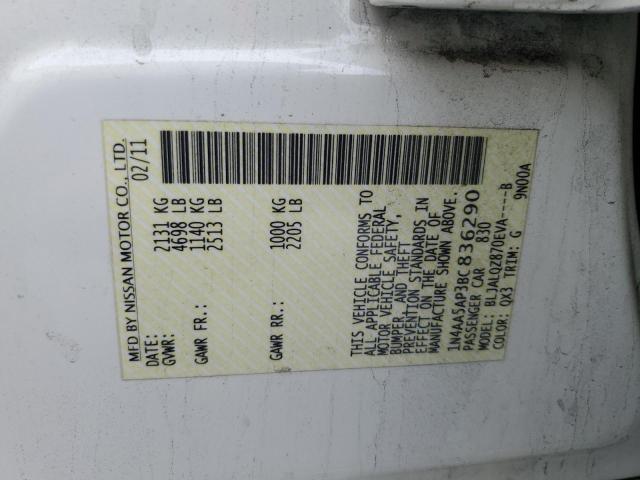 MFD BY NISSAN MOTOR CO., LTD.
DATE: 02/11
GVWR: 2131 KG
4698 LB
GAWR FR.: 1140 KG
2513 LB
GAWR RR.: 1000 KG
2205 LB
THIS VEHICLE CONFORMS TO
ALL APPLICABLE FEDERAL
MOTOR VEHICLE SAFETY,
BUMPER, AND THEFT
PREVENTION STANDARDS IN
EFFECT ON THE DATE OF
MANUFACTURE SHOWN ABOVE.
1N4AA5AP3BC836290
PASSENGER CAR 830
MODEL: BLJALQZ870EVA----B
COLOR: QX3 TRIM: G 9N00A